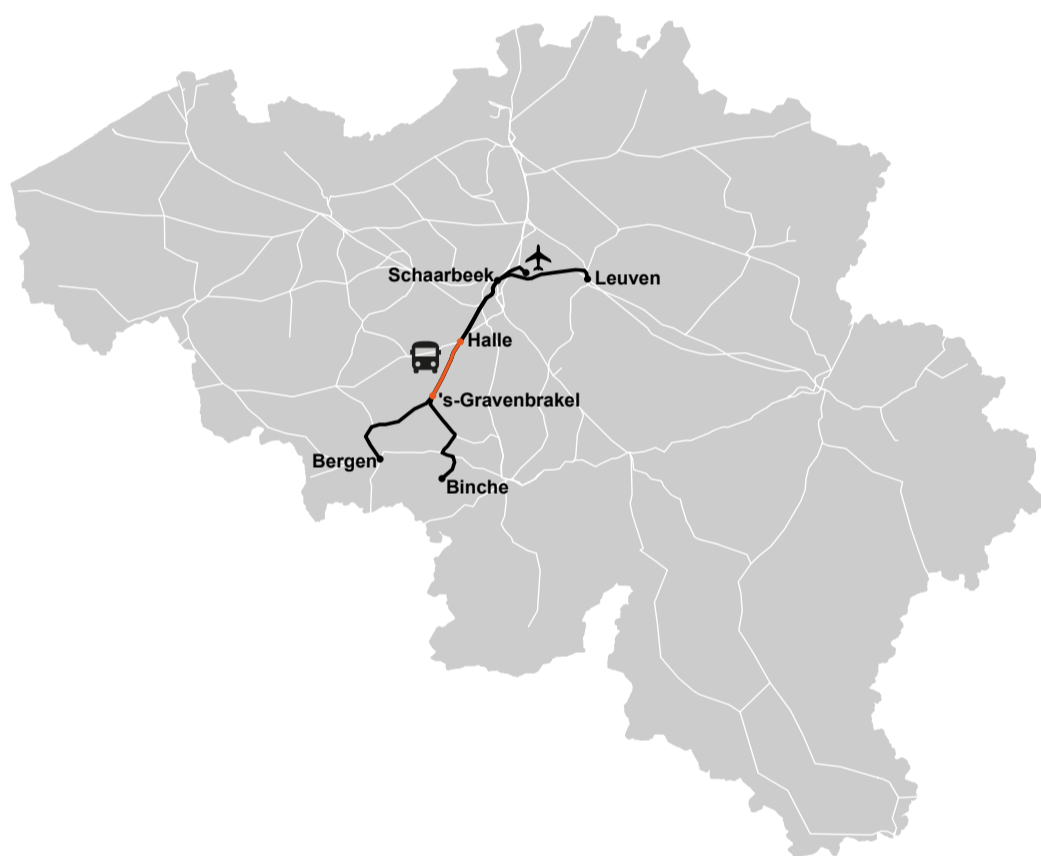 Schaarbeek
Leuven
Halle
's-Gravenbrakel
Bergen
Binche